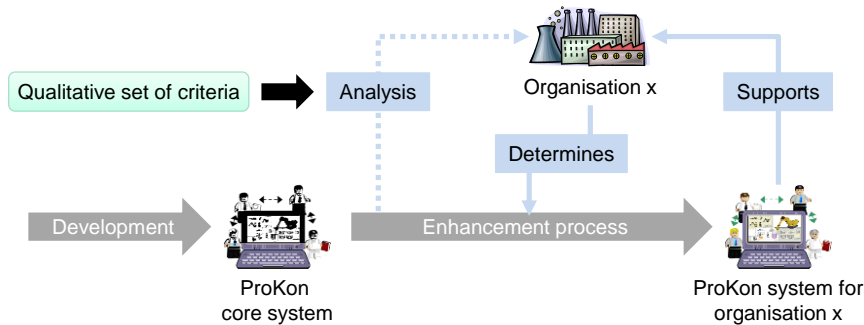 Qualitative set of criteria
Analysis
Organisation x
Supports
Determines
Development
Enhancement process
ProKon
core system
ProKon system for
organisation x